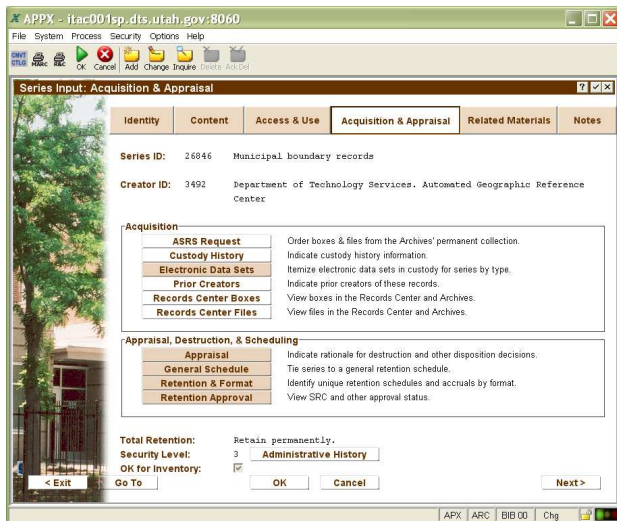 APPX - itac001sp.dts.utah.gov:8060
File System Process Security Options Help
CNVT CTLG MARC R&C OK Cancel Add Change Inquire Delete Ack Del
Series Input: Acquisition & Appraisal
Identity Content Access & Use Acquisition & Appraisal Related Materials Notes
Series ID: 26846 Municipal boundary records
Creator ID: 3492 Department of Technology Services. Automated Geographic Reference
Center
Acquisition
ASRS Request Order boxes & files from the Archives' permanent collection.
Custody History Indicate custody history information.
Electronic Data Sets Itemize electronic data sets in custody for series by type.
Prior Creators Indicate prior creators of these records.
Records Center Boxes View boxes in the Records Center and Archives.
Records Center Files View files in the Records Center and Archives.
Appraisal, Destruction, & Scheduling
Appraisal Indicate rationale for destruction and other disposition decisions.
General Schedule Tie series to a general retention schedule.
Retention & Format Identify unique retention schedules and accruals by format.
Retention Approval View SRC and other approval status.
Total Retention: Retain permanently.
Security Level: 3 Administrative History
OK for Inventory:
< Exit Go To OK Cancel Next >
APX ARC BIB 00 Chg